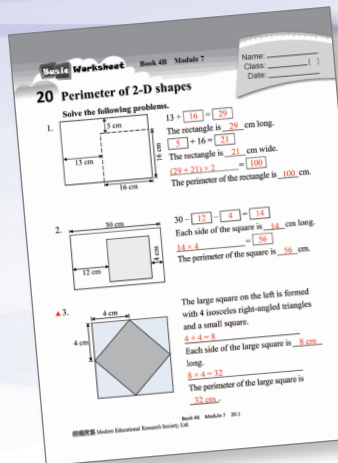 Basic Worksheet Book 4B Module 7
Name:
Class: ( )
Date:
20 Perimeter of 2-D shapes
Solve the following problems.
1.
5 cm
13 cm
16 cm
16 cm
13 + 16 = 29
The rectangle is 29 cm long.
5 + 16 = 21
The rectangle is 21 cm wide.
(29 + 21) × 2 = 100
The perimeter of the rectangle is 100 cm.
2.
30 cm
12 cm
4 cm
30 – 12 – 4 = 14
Each side of the square is 14 cm long.
14 × 4 = 56
The perimeter of the square is 56 cm.
▲ 3.
4 cm
4 cm
The large square on the left is formed
with 4 isosceles right-angled triangles
and a small square.
4 + 4 = 8
Each side of the large square is 8 cm
long.
8 × 4 = 32
The perimeter of the large square is
32 cm.
Modern Educational Research Society, Ltd.
Book 4B Module 7 20.1